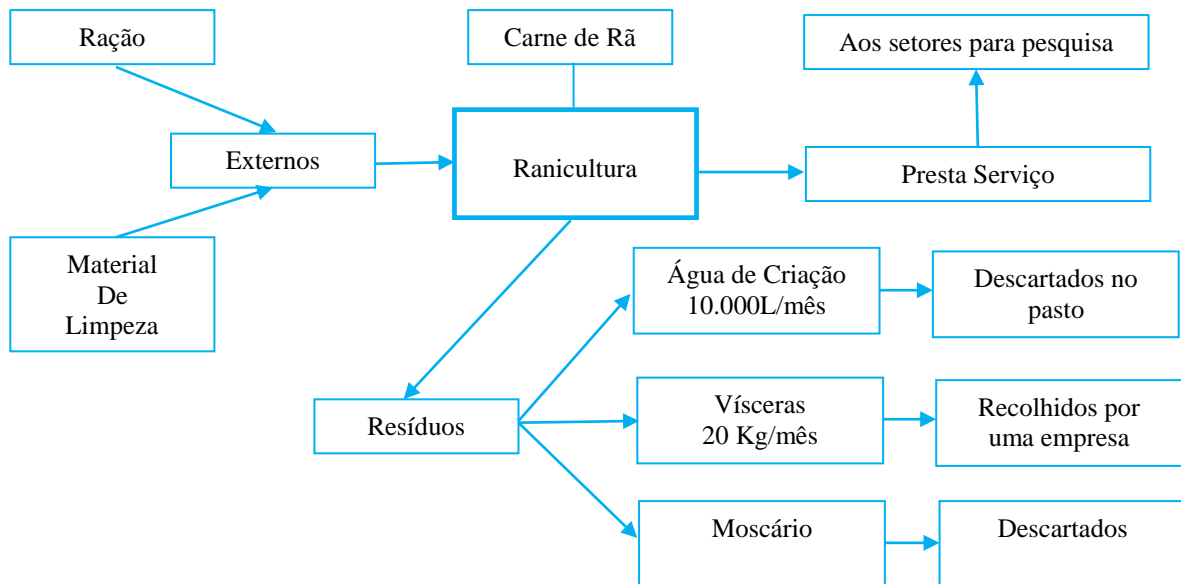 Ração
Carne de Rã
Aos setores para pesquisa
Externos
Ranicultura
Presta Serviço
Material
De
Limpeza
Água de Criação
10.000L/mês
Descartados no
pasto
Resíduos
Vísceras
20 Kg/mês
Recolhidos por
uma empresa
Moscário
Descartados